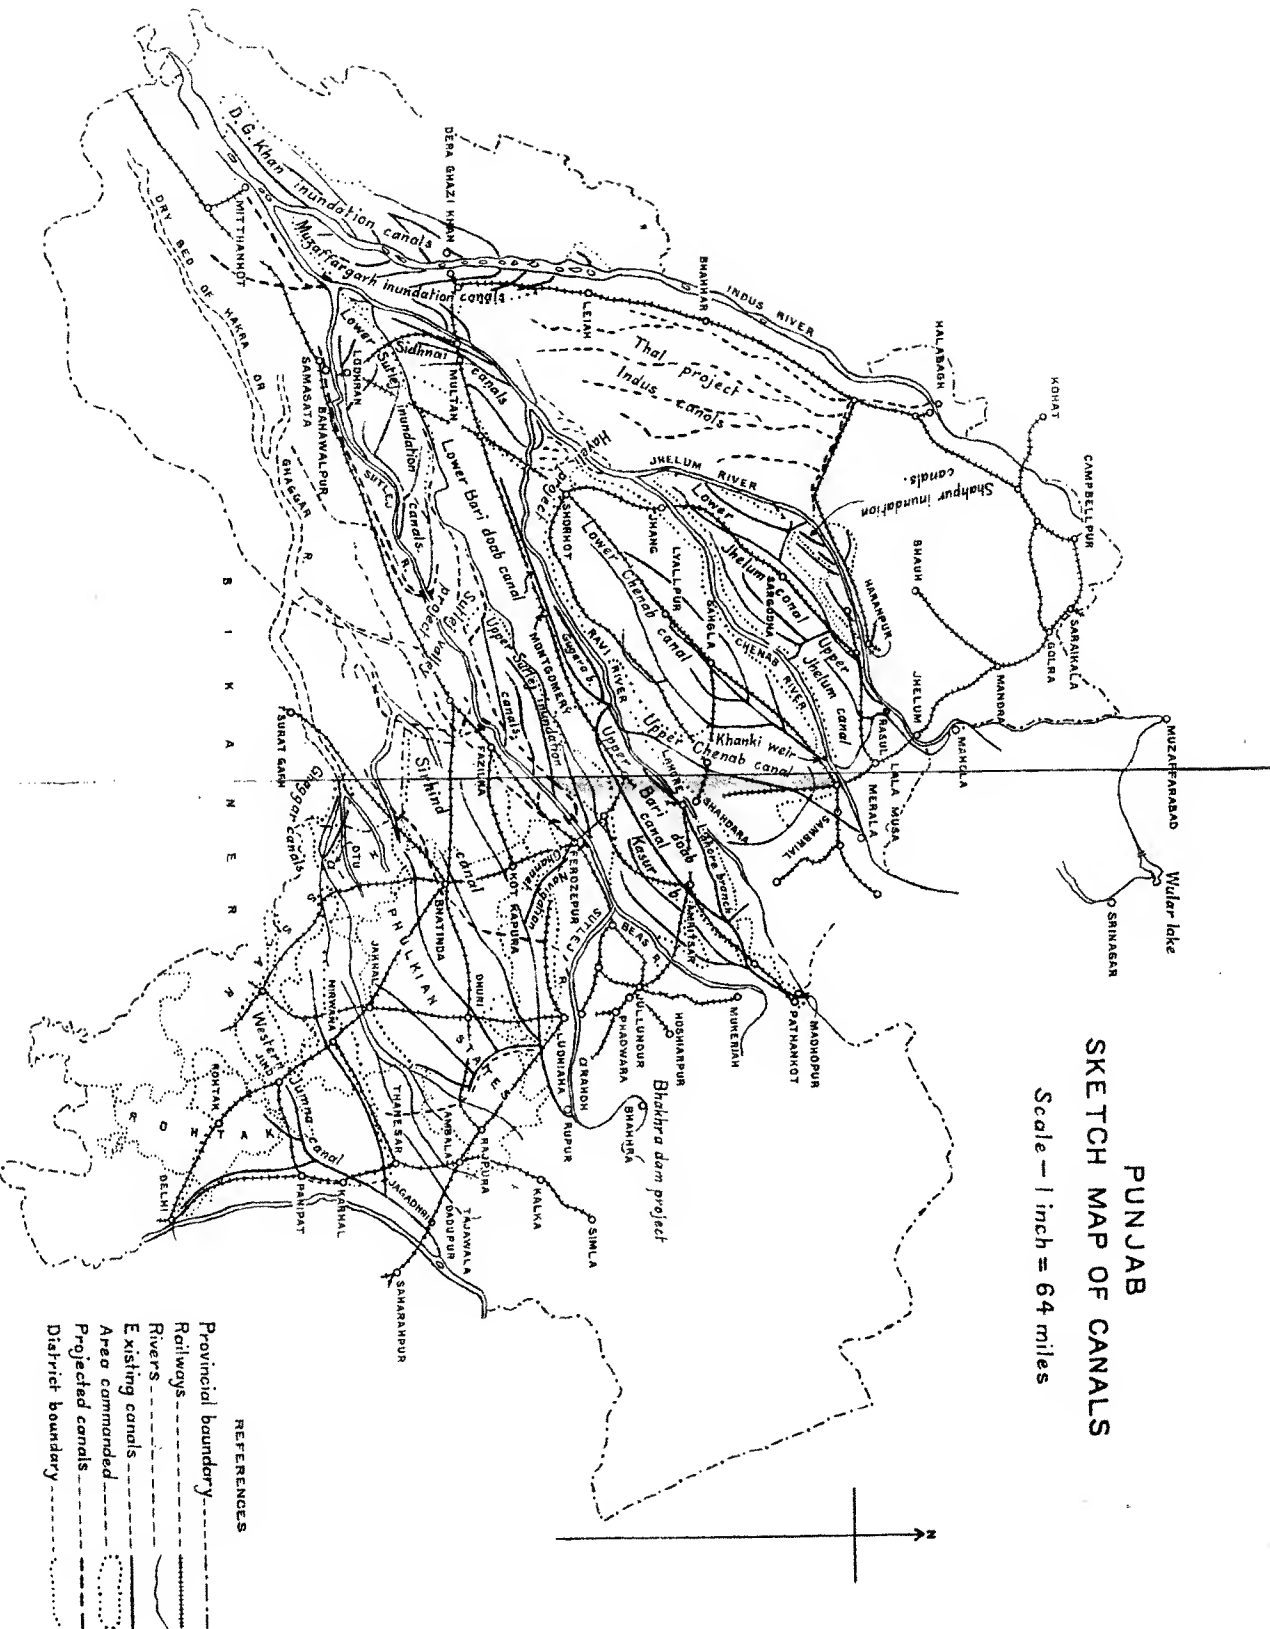 PUNJAB
SKETCH MAP OF CANALS
Scale – 1 inch = 64 miles
N
MUZAFFARABAD
Wular lake
SRINAGAR
KOHAT
CAMPBELLPUR
SARAIKALA
GOLRA
MANDRA
BHAUN
KALABAGH
INDUS RIVER
BHAKHAR
LEIAH
DERA GHAZI KHAN
D.G. Khan inundation canals
Muzaffargarh inundation canals
MITTHANKOT
DRY BED OF HAKRA OR GHAGGAR R
Thal project
Indus canals
Shahpur inundation
canals.
JHELUM RIVER
HARANPUR
JHELUM
MANGLA
RASUL
LALA MUSA
MERALA
SAMBRIAL
Lower Jhelum canal
SARGODHA
Upper Jhelum canal
CHENAB RIVER
Khanki weir
Upper Chenab canal
Haveli project
JHANG
SHORKOT
LYALLPUR
SANGLA
Lower Chenab canal
RAVI RIVER
Gugera b.
MONTGOMERY
Lower Bari doab canal
Sidhnai canals
MULTAN
Lower Sutlej inundation canals.
LODHRAN
SAMASATA
BAHAWALPUR
SUTLEJ R.
Sutley valley
project
Upper Sutlej inundation
canals.
FAZILKA
LAHORE
SHAHDARA
Upper Bari doab
canal
Lahore branch
Kasur b.
AMRITSAR
BEAS R.
SUTLEJ R.
FEROZEPUR
Navigation
Channel
KOT KAPURA
Sirhind canal
BHATINDA
B I K A N E R
SURAT GARH
Ghaggar canals.
OTU
H I S S A R
PHULKIAN STATES
JAKHAL
NIRWANA
DHURI
LUDHIANA
MADHOPUR
PATHANKOT
MUKERIAN
HOSHIARPUR
JULLUNDUR
PHAGWARA
RAHON
Bhakhra dam project
BHAKHRA
RUPUR
RAJPURA
AMBALA
THANESAR
KALKA
SIMLA
TAJAWALA
DADUPUR
JAGADHRI
SAHARANPUR
KARNAL
PANIPAT
Western Jumna canal
JIND
ROHTAK
R O H T A K
DELHI
REFERENCES
Provincial boundary
Railways
Rivers
Existing canals
Area commanded
Projected canals
District boundary